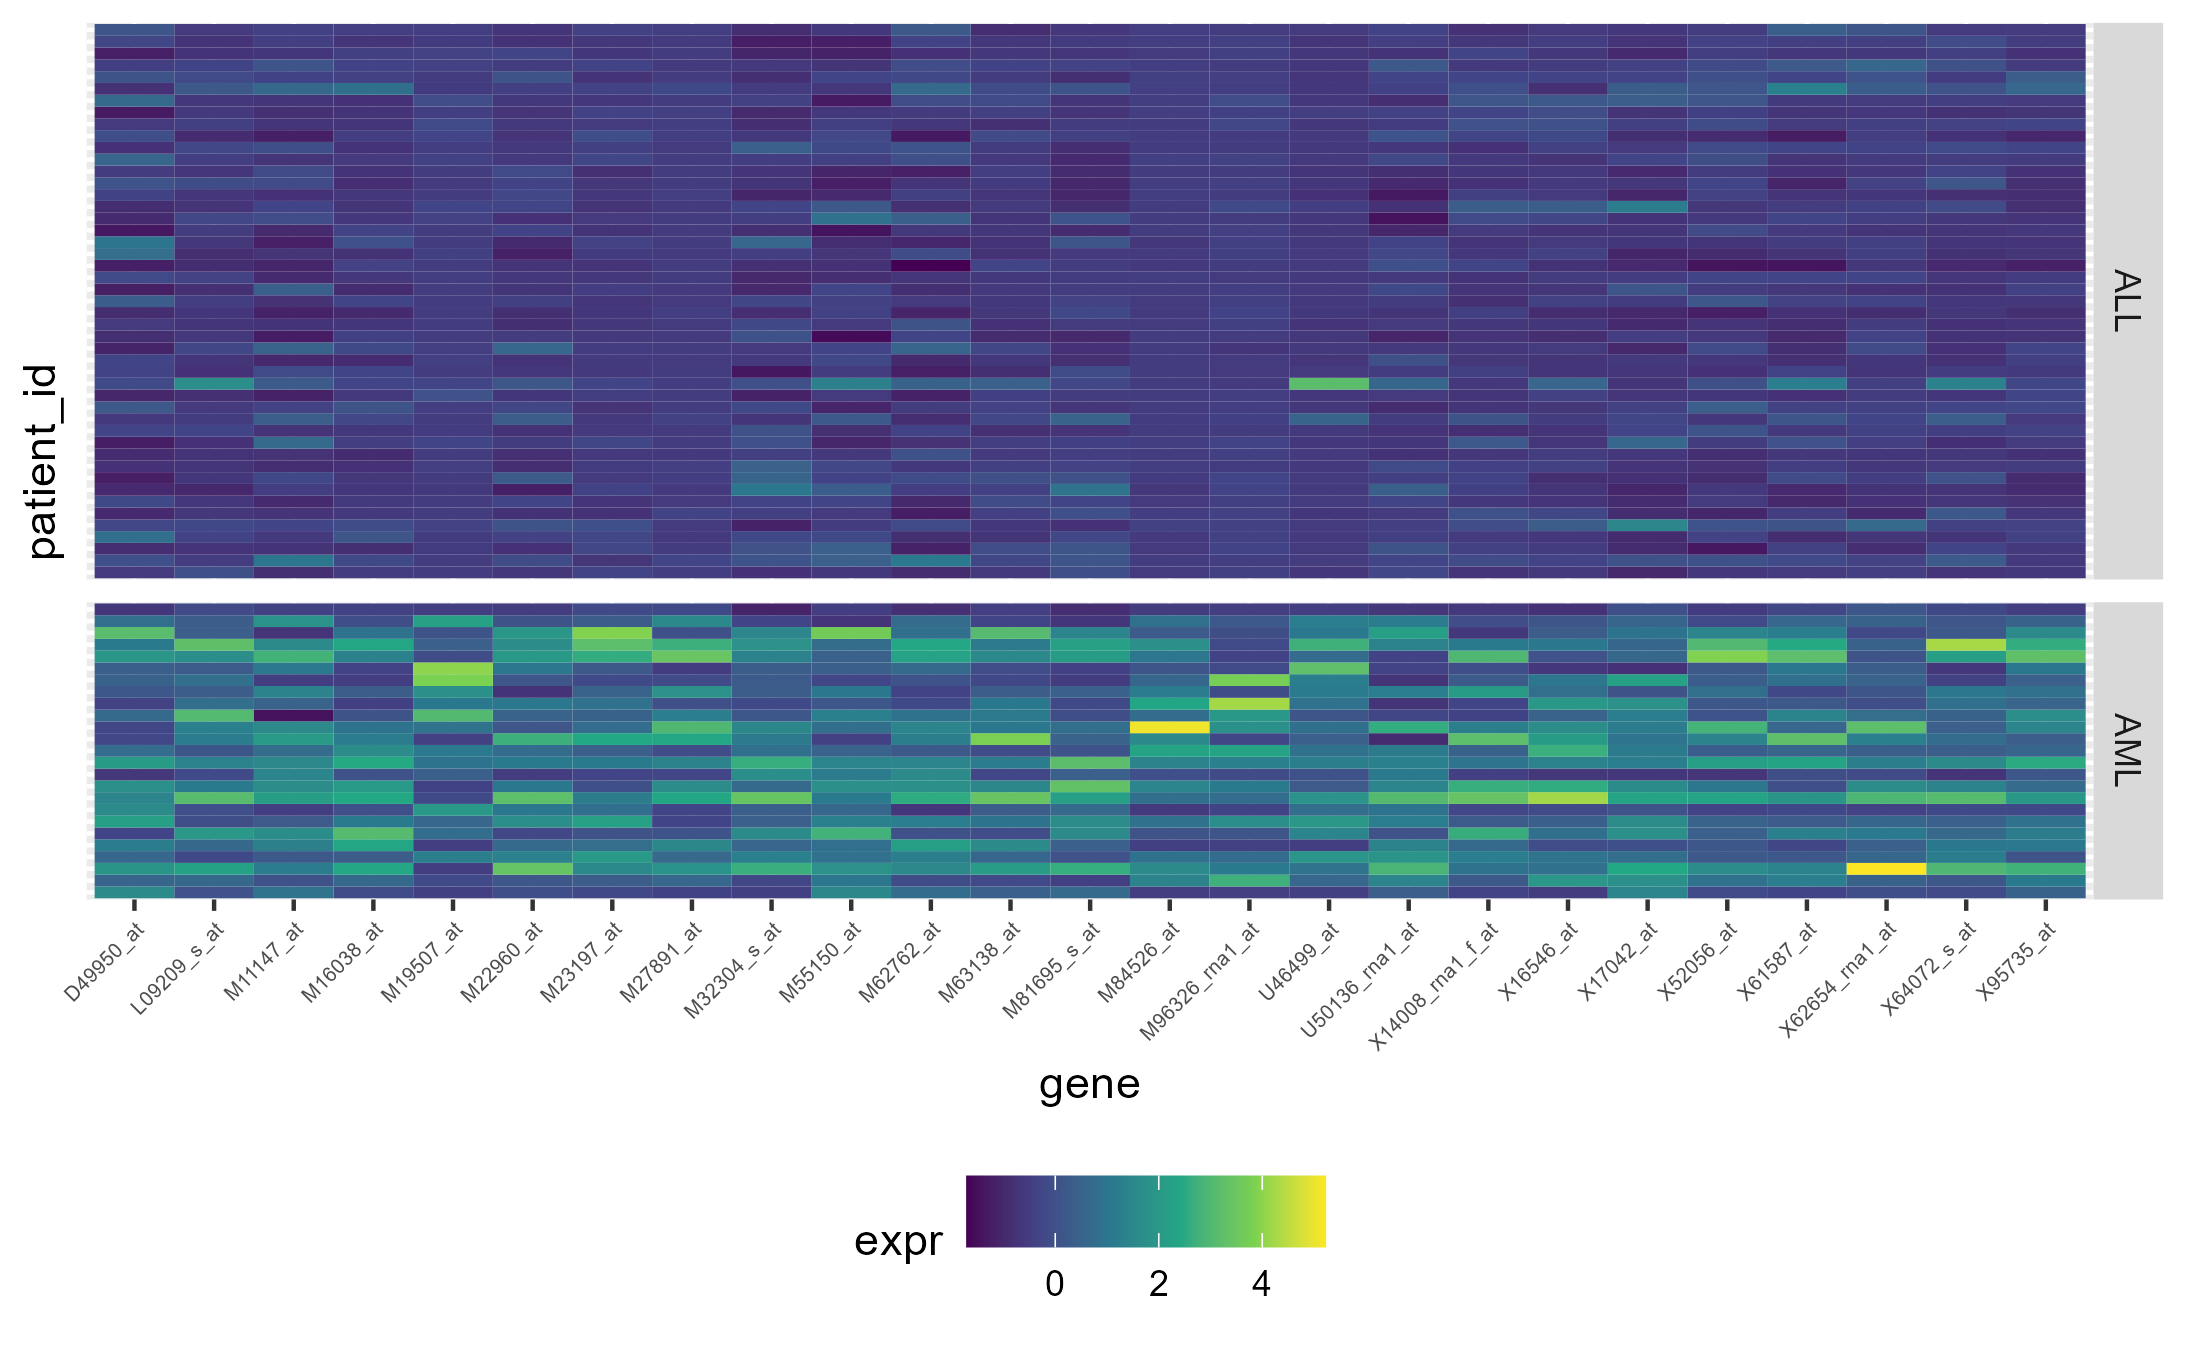 patient_id
ALL
AML
D49950_at
L09209_s_at
M11147_at
M16038_at
M19507_at
M22960_at
M23197_at
M27891_at
M32304_s_at
M55150_at
M62762_at
M63138_at
M81695_s_at
M84526_at
M96326_rna1_at
U46499_at
U50136_rna1_at
X14008_rna1_f_at
X16546_at
X17042_at
X52056_at
X61587_at
X62654_rna1_at
X64072_s_at
X95735_at
gene
expr
0 2 4